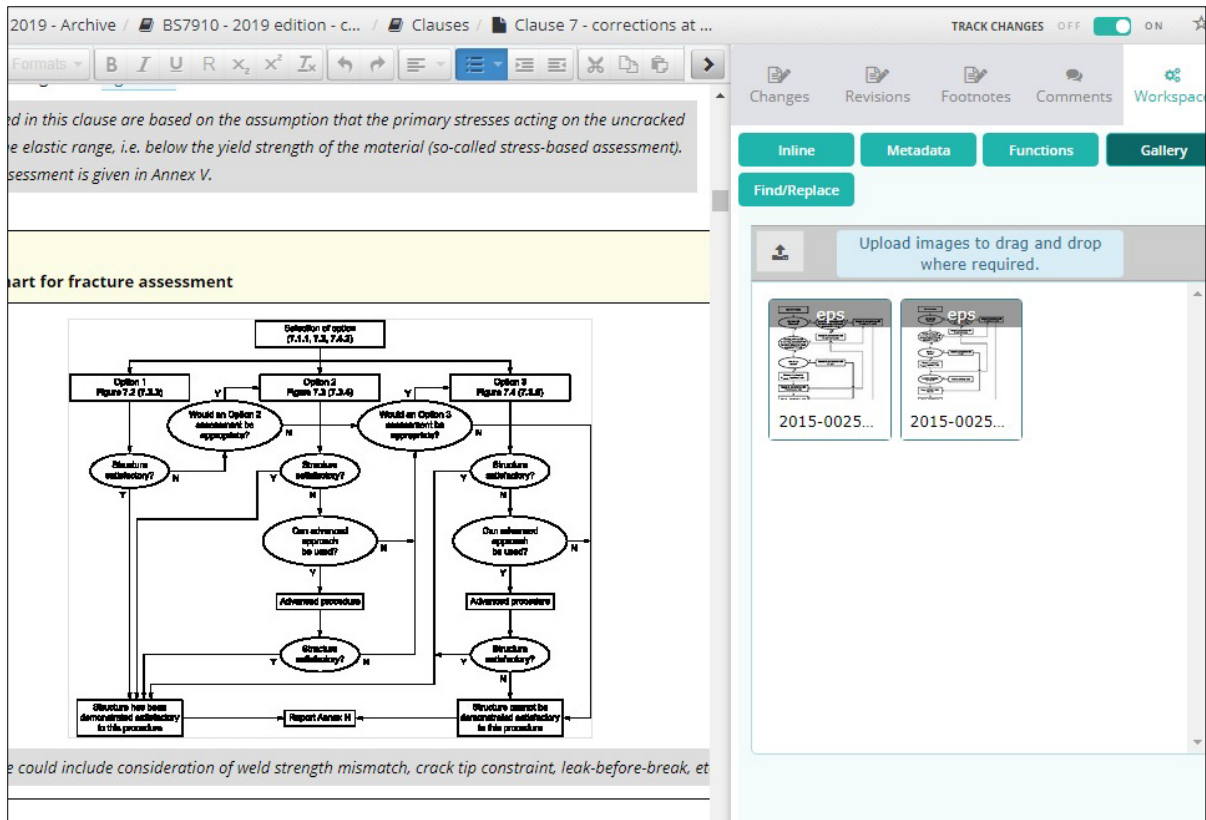 2019 - Archive / BS7910 - 2019 edition - c... / Clauses / Clause 7 - corrections at ...
TRACK CHANGES OFF ON
Formats
B I U R X₂ X² Tx
Changes
Revisions
Footnotes
Comments
Workspace
ed in this clause are based on the assumption that the primary stresses acting on the uncracked
e elastic range, i.e. below the yield strength of the material (so-called stress-based assessment).
sessment is given in Annex V.
Inline
Metadata
Functions
Gallery
Find/Replace
Upload images to drag and drop
where required.
eps
2015-0025...
eps
2015-0025...
hart for fracture assessment
Selection of option
(7.1.1, 7.3, 7.4.2)
Option 1
Figure 7.2 (7.3.3)
Option 2
Figure 7.3 (7.3.4)
Option 3
Figure 7.4 (7.3.5)
Y
Y
Would an Option 2
assessment be
appropriate?
N
Would an Option 3
assessment be
appropriate?
N
Structure
satisfactory?
N
Y
Structure
satisfactory?
Y
N
Structure
satisfactory?
Y
N
Can advanced
approach
be used?
N
Y
Can advanced
approach
be used?
N
Y
Advanced procedure
Advanced procedure
Structure
satisfactory?
Y
N
Structure
satisfactory?
Y
N
Structure has been
demonstrated satisfactory
to this procedure
Report Annex H
Structure cannot be
demonstrated satisfactory
to this procedure
e could include consideration of weld strength mismatch, crack tip constraint, leak-before-break, et